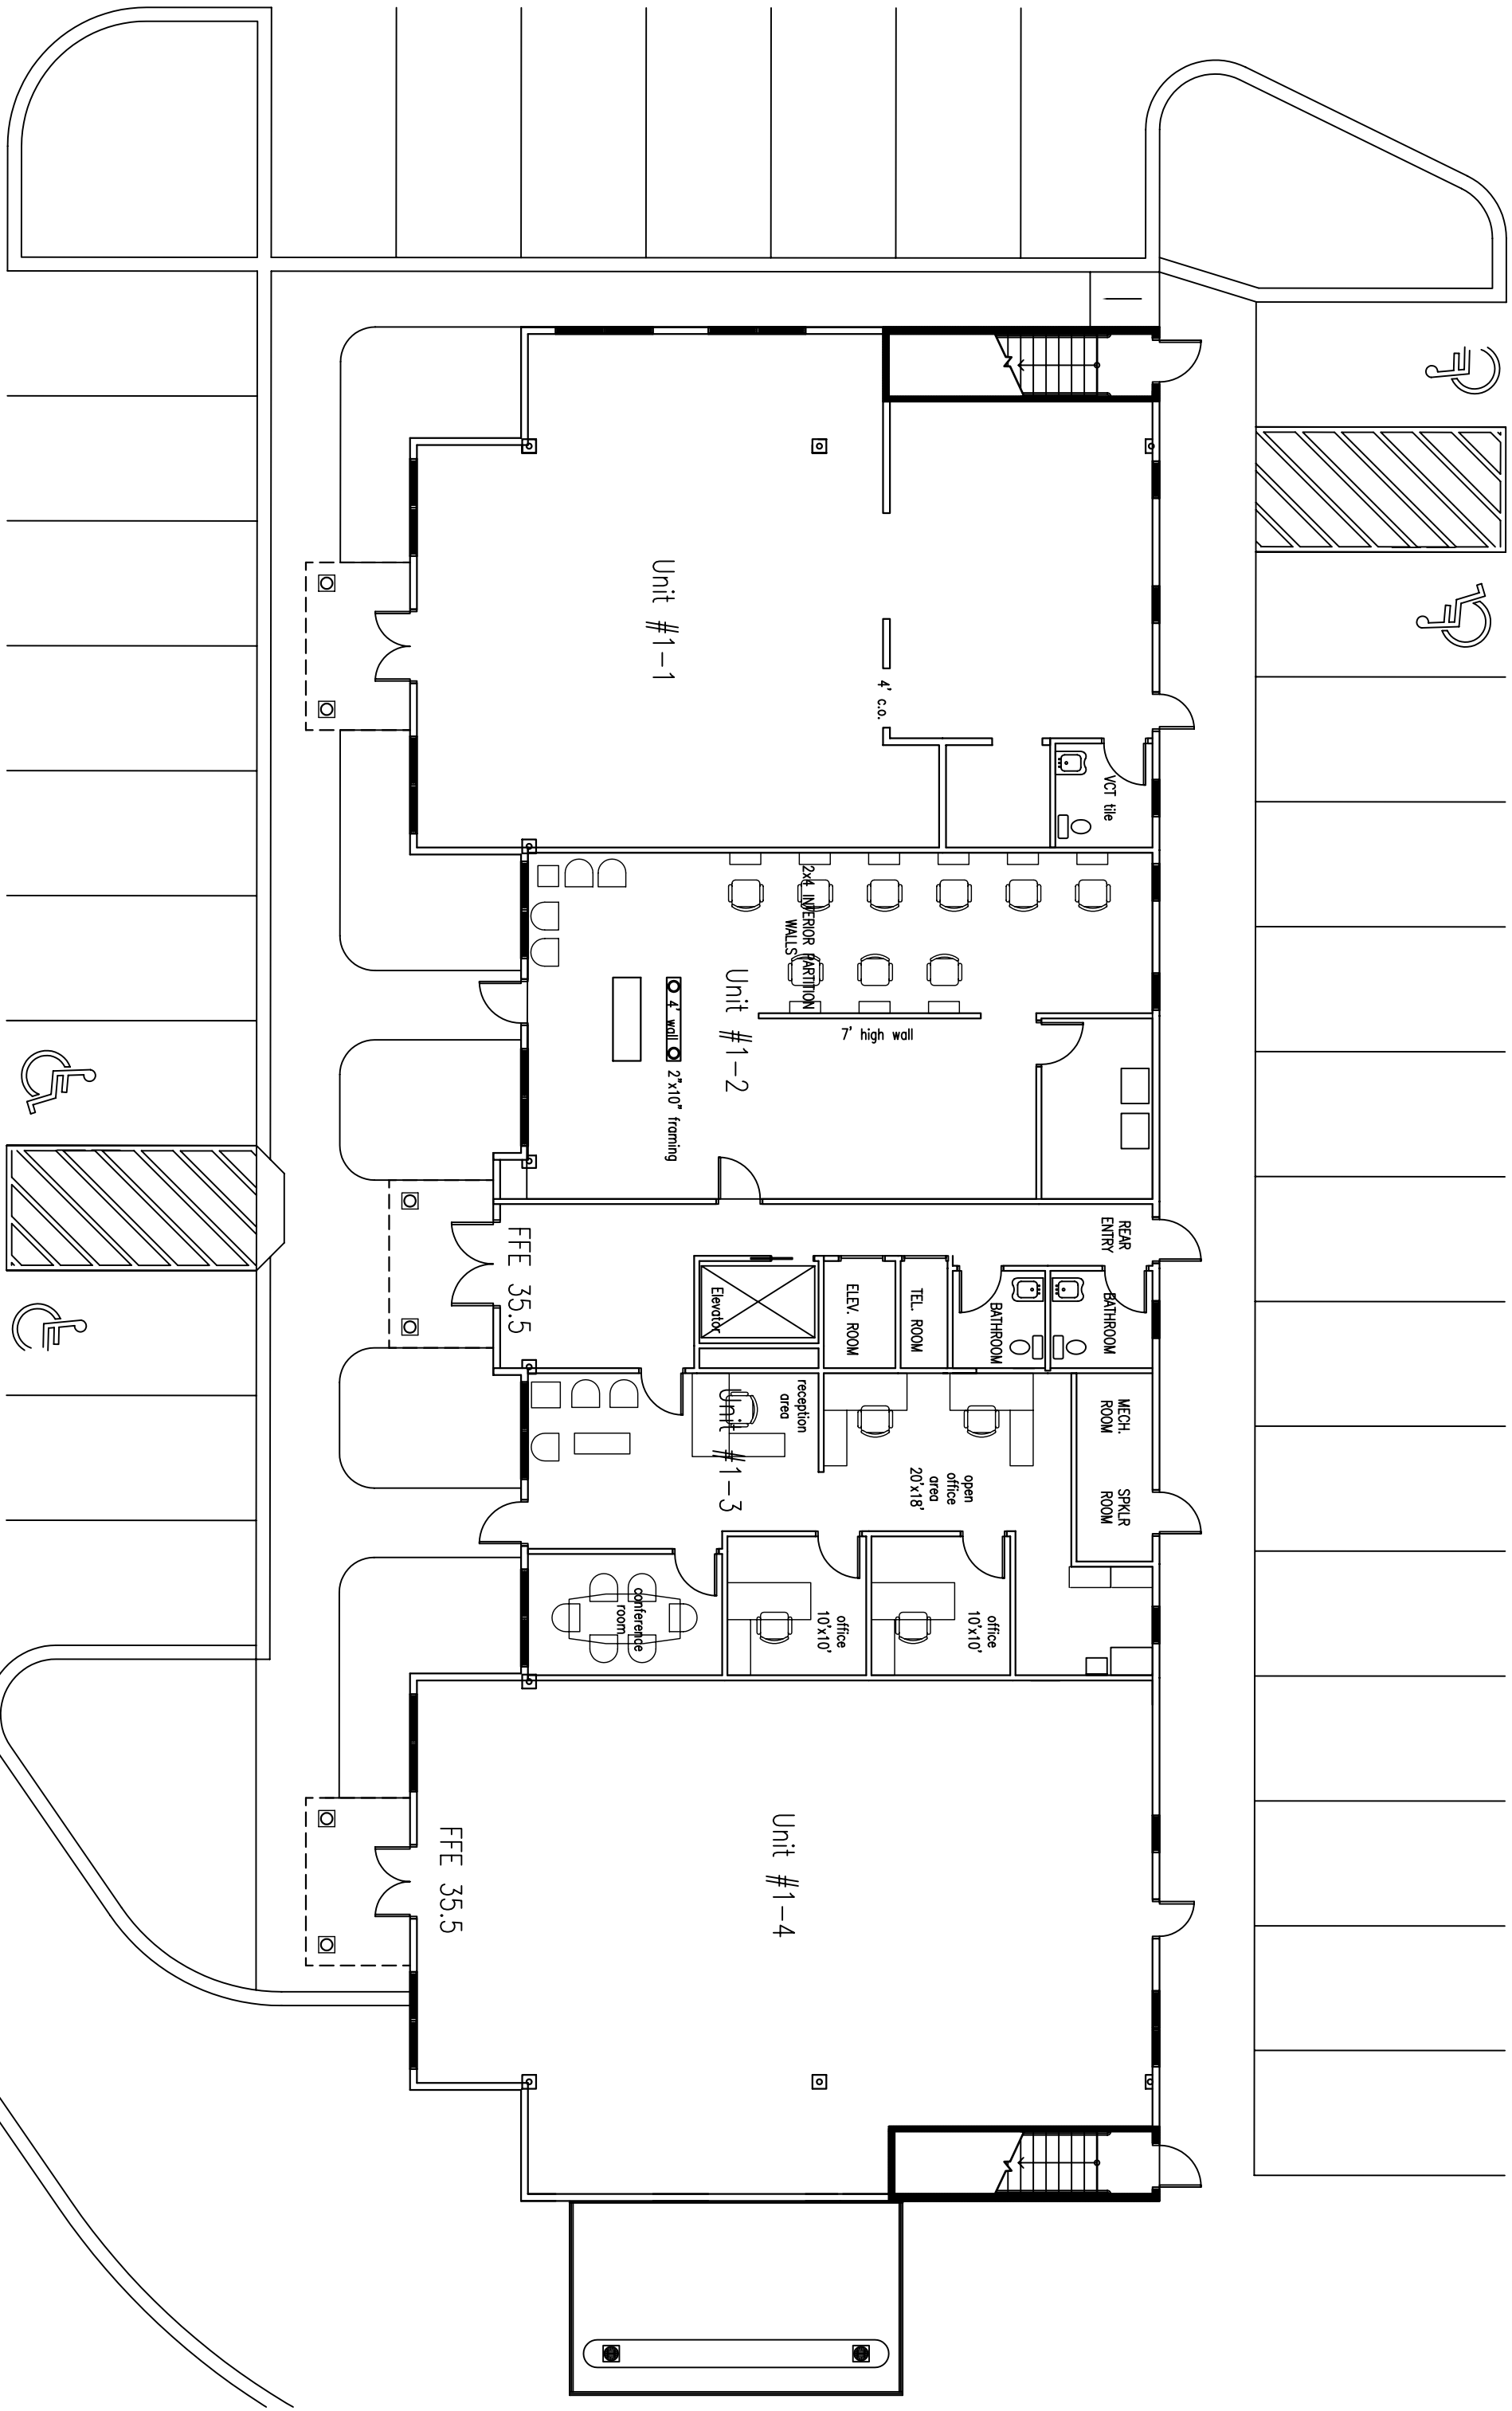 Unit #1-1
4' c.o.
VCT tile
2x4 INTERIOR PARTITION
WALLS
Unit #1-2
7' high wall
4' wall
2"x10" framing
REAR
ENTRY
FFE 35.5
Elevator
ELEV. ROOM
TEL. ROOM
BATHROOM
BATHROOM
Unit #1-3
reception
area
open
office
area
20'x18'
MECH.
ROOM
SPKLR
ROOM
conference
room
office
10'x10'
office
10'x10'
Unit #1-4
FFE 35.5